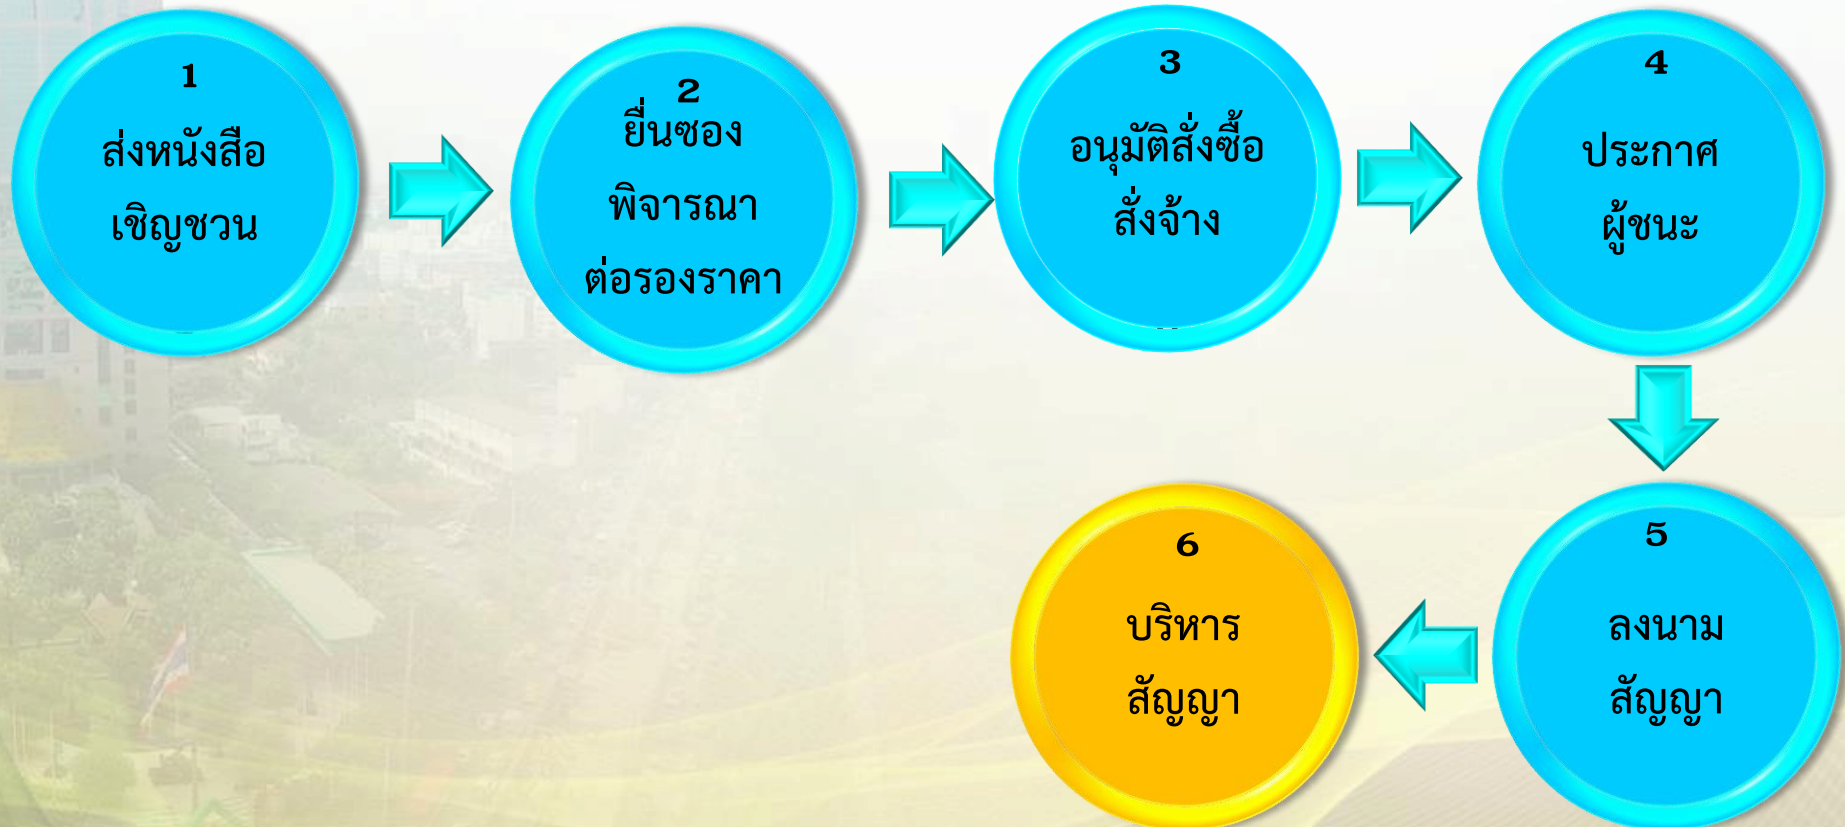 1
ส่งหนังสือ
เชิญชวน
2
ยื่นซอง
พิจารณา
ต่อรองราคา
3
อนุมัติสั่งซื้อ
สั่งจ้าง
4
ประกาศ
ผู้ชนะ
5
ลงนาม
สัญญา
6
บริหาร
สัญญา